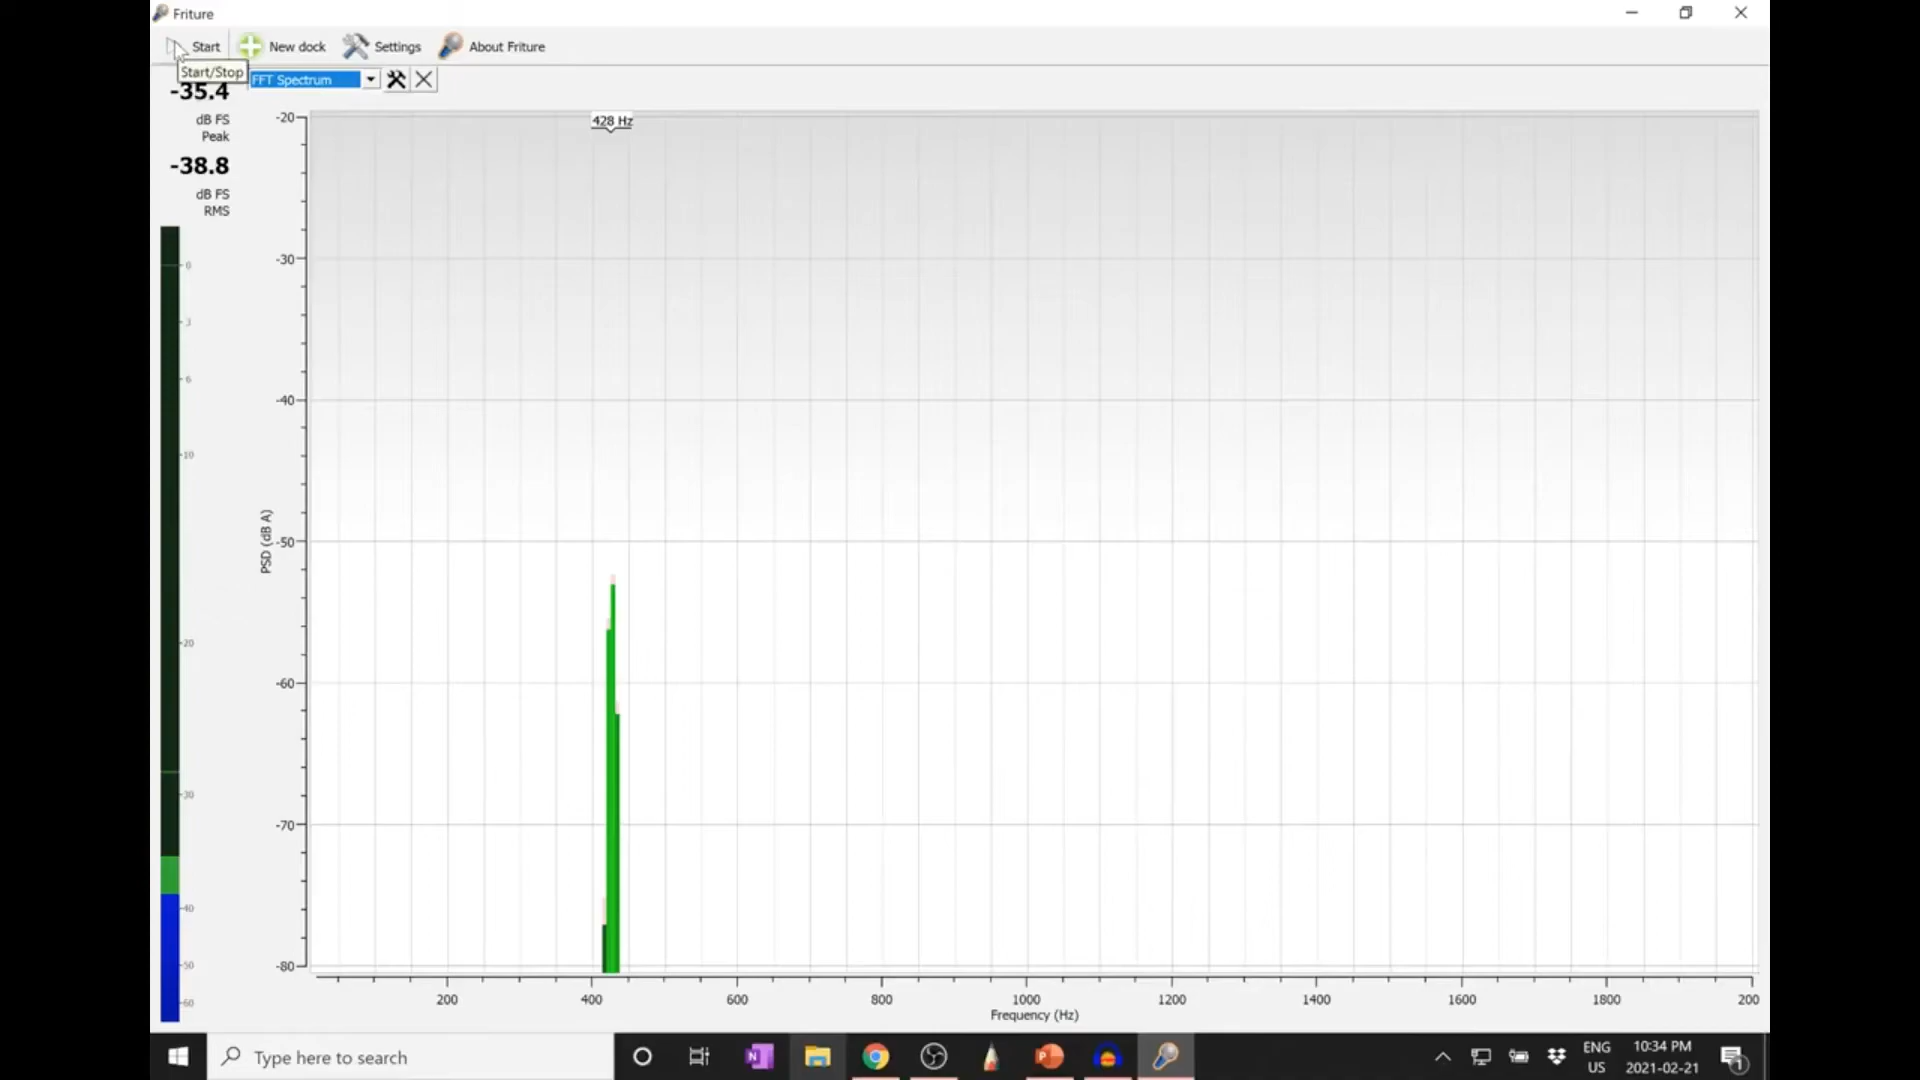 Friture
Start
New dock
Settings
About Friture
Start/Stop
FFT Spectrum
-35.4
dB FS
Peak
-38.8
dB FS
RMS
0
-3
-6
-10
-20
-30
-40
-50
-60
428 Hz
-20
-30
-40
-50
-60
-70
-80
PSD (dB A)
200
400
600
800
1000
1200
1400
1600
1800
200
Frequency (Hz)
Type here to search
N
P
ENG
US
10:34 PM
2021-02-21
1